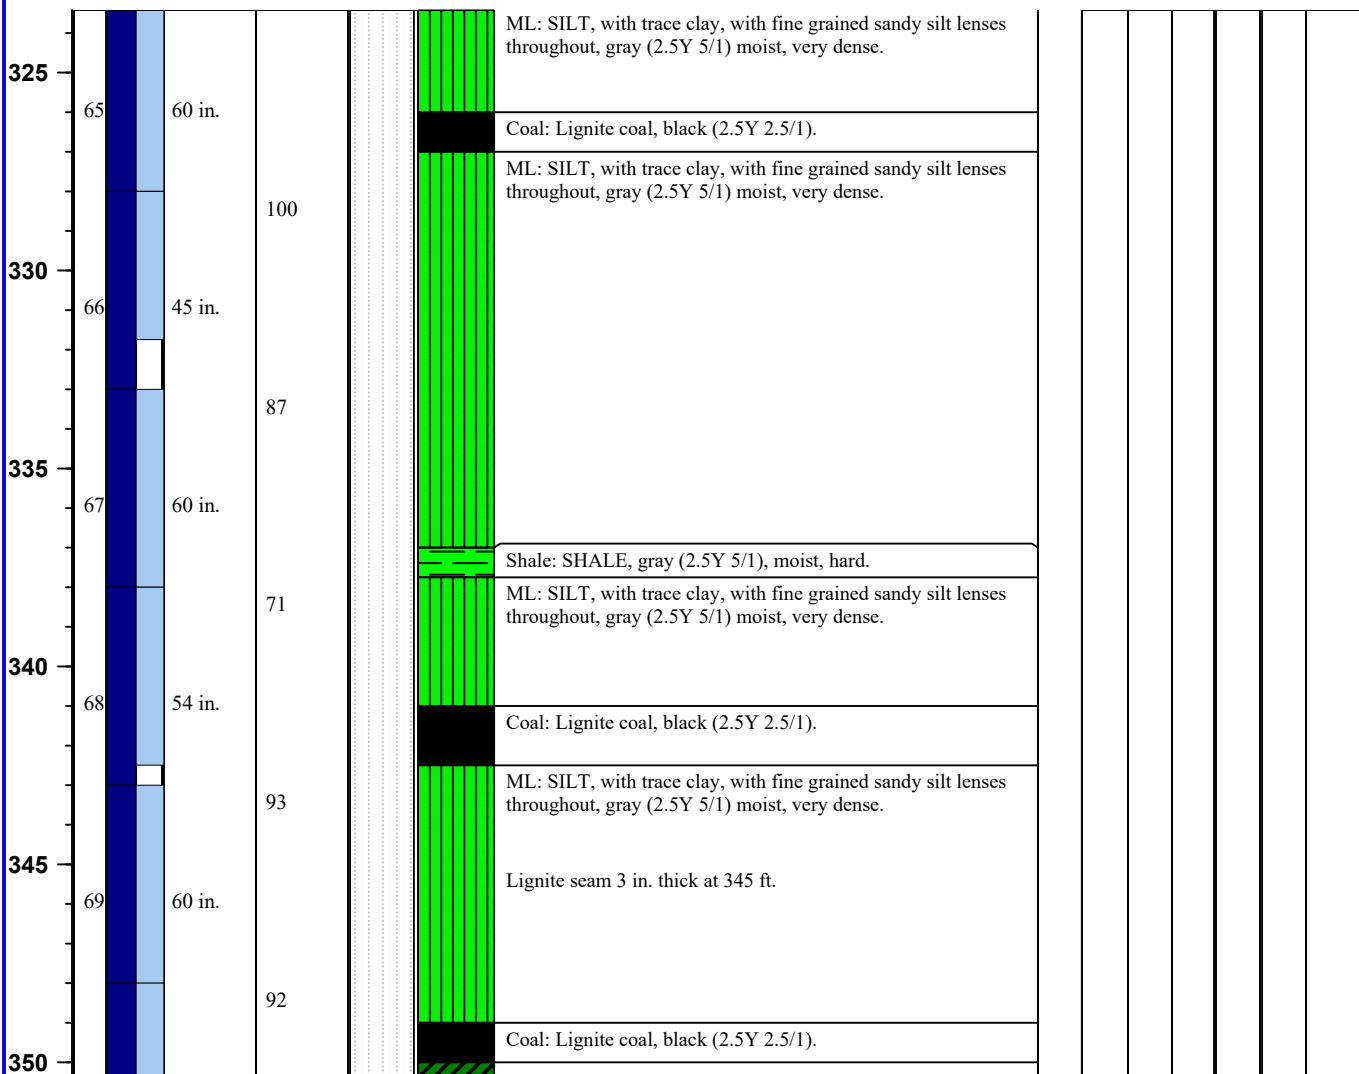 ML: SILT, with trace clay, with fine grained sandy silt lenses
throughout, gray (2.5Y 5/1) moist, very dense.
325
65 60 in.
Coal: Lignite coal, black (2.5Y 2.5/1).
ML: SILT, with trace clay, with fine grained sandy silt lenses
throughout, gray (2.5Y 5/1) moist, very dense.
100
330
66 45 in.
87
335
67 60 in.
Shale: SHALE, gray (2.5Y 5/1), moist, hard.
ML: SILT, with trace clay, with fine grained sandy silt lenses
71
throughout, gray (2.5Y 5/1) moist, very dense.
340
68 54 in.
Coal: Lignite coal, black (2.5Y 2.5/1).
ML: SILT, with trace clay, with fine grained sandy silt lenses
93
throughout, gray (2.5Y 5/1) moist, very dense.
345
Lignite seam 3 in. thick at 345 ft.
69 60 in.
92
Coal: Lignite coal, black (2.5Y 2.5/1).
350